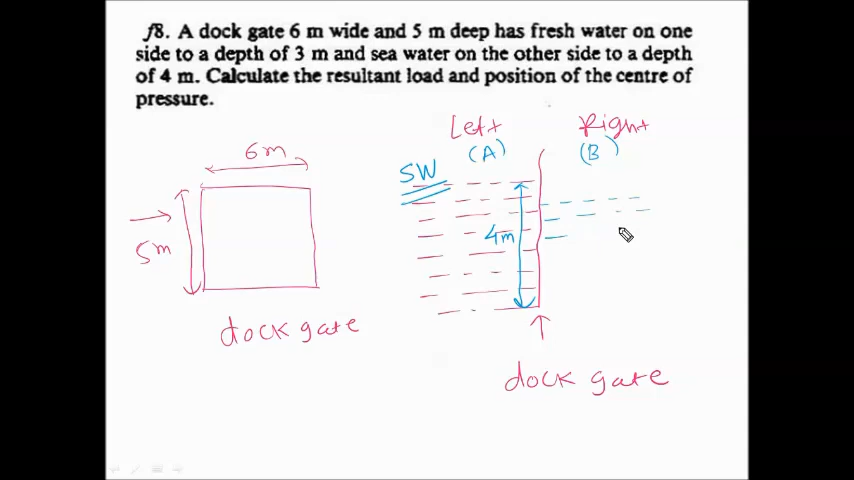 f8. A dock gate 6 m wide and 5 m deep has fresh water on one
side to a depth of 3 m and sea water on the other side to a depth
of 4 m. Calculate the resultant load and position of the centre of
pressure.
Left Right
(A) (B)
6m
SW
5m
4m
dock gate
dock gate